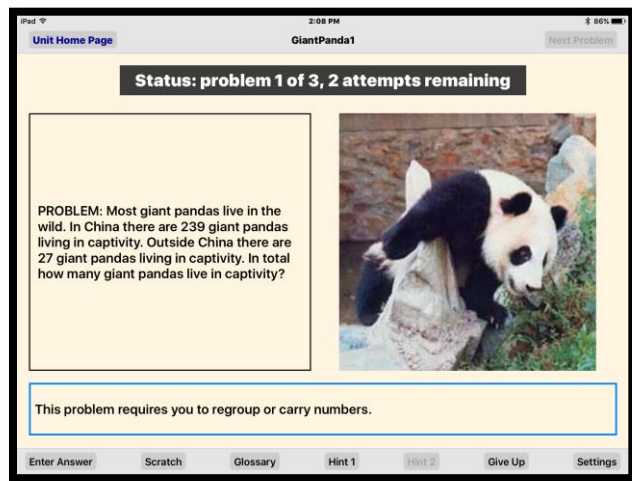 iPad 2:08 PM 86%
Unit Home Page GiantPanda1 Next Problem
Status: problem 1 of 3, 2 attempts remaining
PROBLEM: Most giant pandas live in the
wild. In China there are 239 giant pandas
living in captivity. Outside China there are
27 giant pandas living in captivity. In total
how many giant pandas live in captivity?
This problem requires you to regroup or carry numbers.
Enter Answer Scratch Glossary Hint 1 Hint 2 Give Up Settings